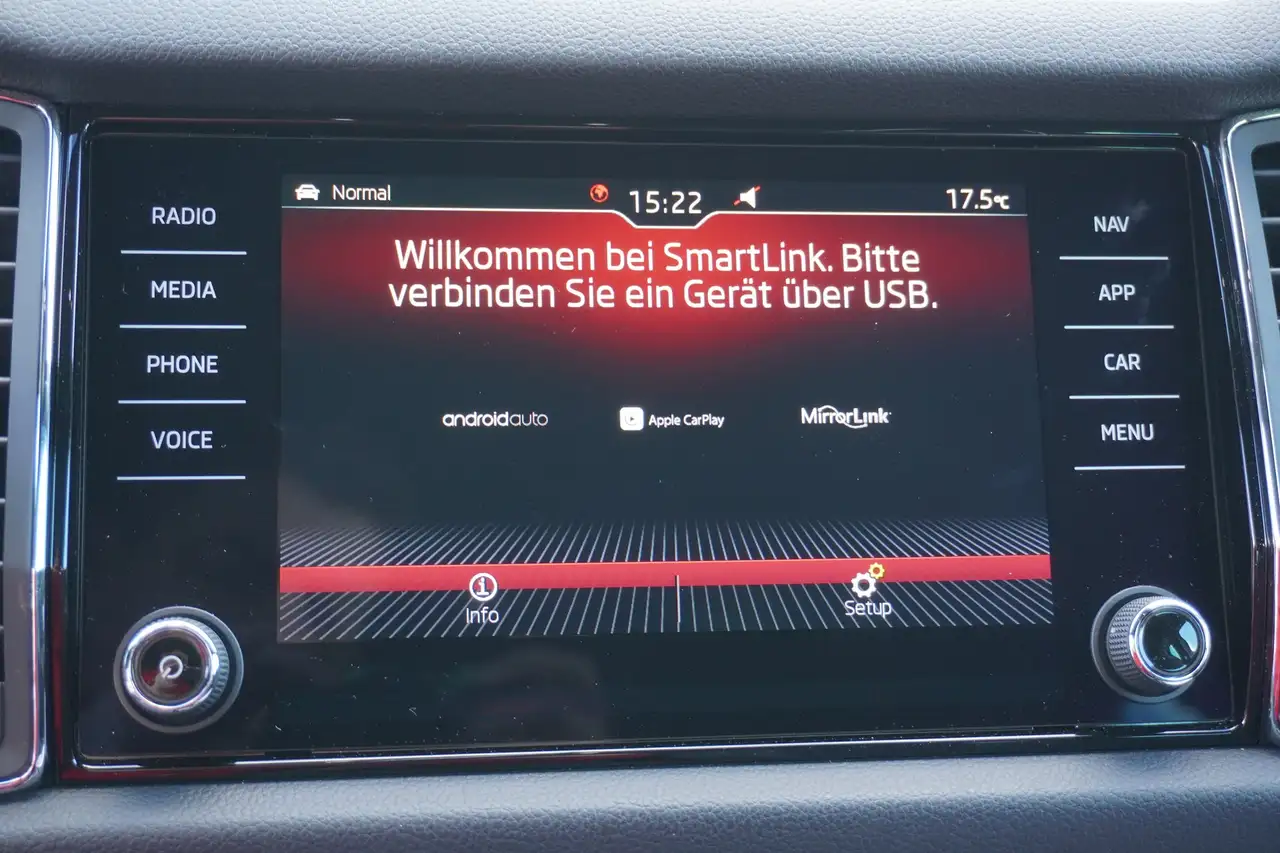 Normal 15:22 17.5°C
RADIO
MEDIA
PHONE
VOICE
Willkommen bei SmartLink. Bitte
verbinden Sie ein Gerät über USB.
androidauto Apple CarPlay MirrorLink
Info Setup
NAV
APP
CAR
MENU